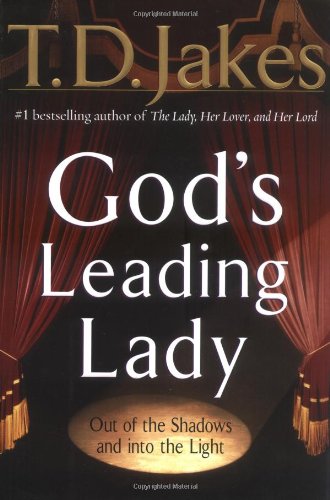 T.D. Jakes
#1 bestselling author of The Lady, Her Lover, and Her Lord
God's
Leading
Lady
Out of the Shadows
and into the Light